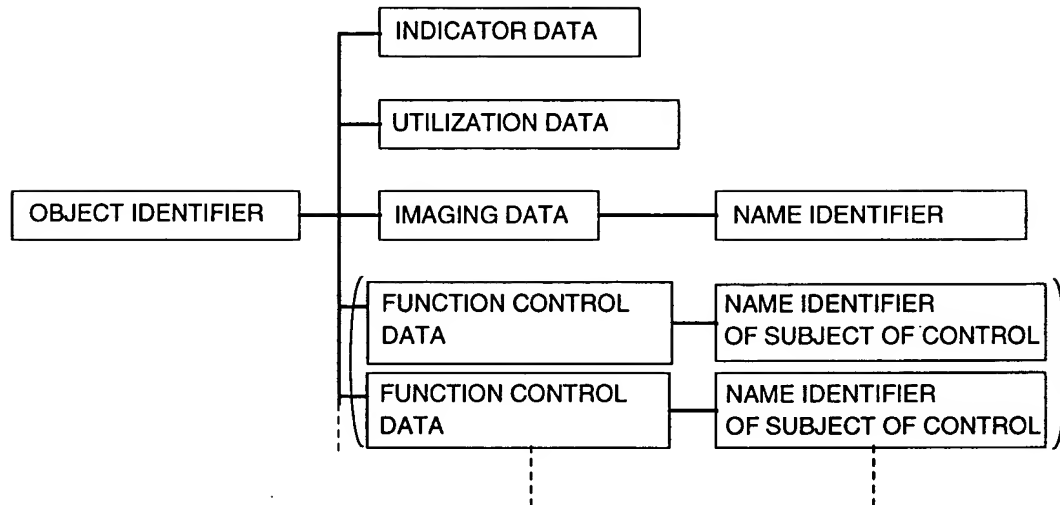 INDICATOR DATA
UTILIZATION DATA
OBJECT IDENTIFIER
IMAGING DATA
NAME IDENTIFIER
FUNCTION CONTROL
DATA
NAME IDENTIFIER
OF SUBJECT OF CONTROL
FUNCTION CONTROL
DATA
NAME IDENTIFIER
OF SUBJECT OF CONTROL